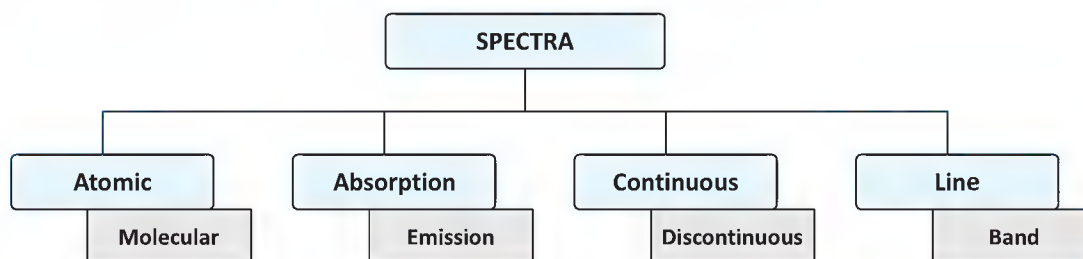 SPECTRA
Atomic
Absorption
Continuous
Line
Molecular
Emission
Discontinuous
Band